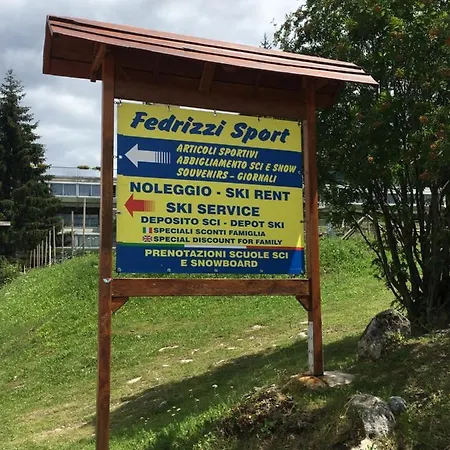 Fedrizzi Sport
ARTICOLI SPORTIVI
ABBIGLIAMENTO SCI E SNOW
SOUVENIRS - GIORNALI
NOLEGGIO - SKI RENT
SKI SERVICE
DEPOSITO SCI - DEPOT SKI
SPECIALI SCONTI FAMIGLIA
SPECIAL DISCOUNT FOR FAMILY
PRENOTAZIONI SCUOLE SCI
E SNOWBOARD